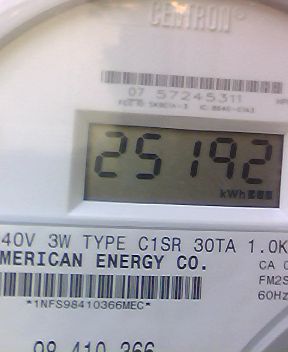 CENTRON®
07 57245311
25192
kWh
40V 3W TYPE C1SR 30TA 1.0K
MERICAN ENERGY CO.
CA 0
FM2S
60Hz
*1NFS98410366MEC*
98 410 366